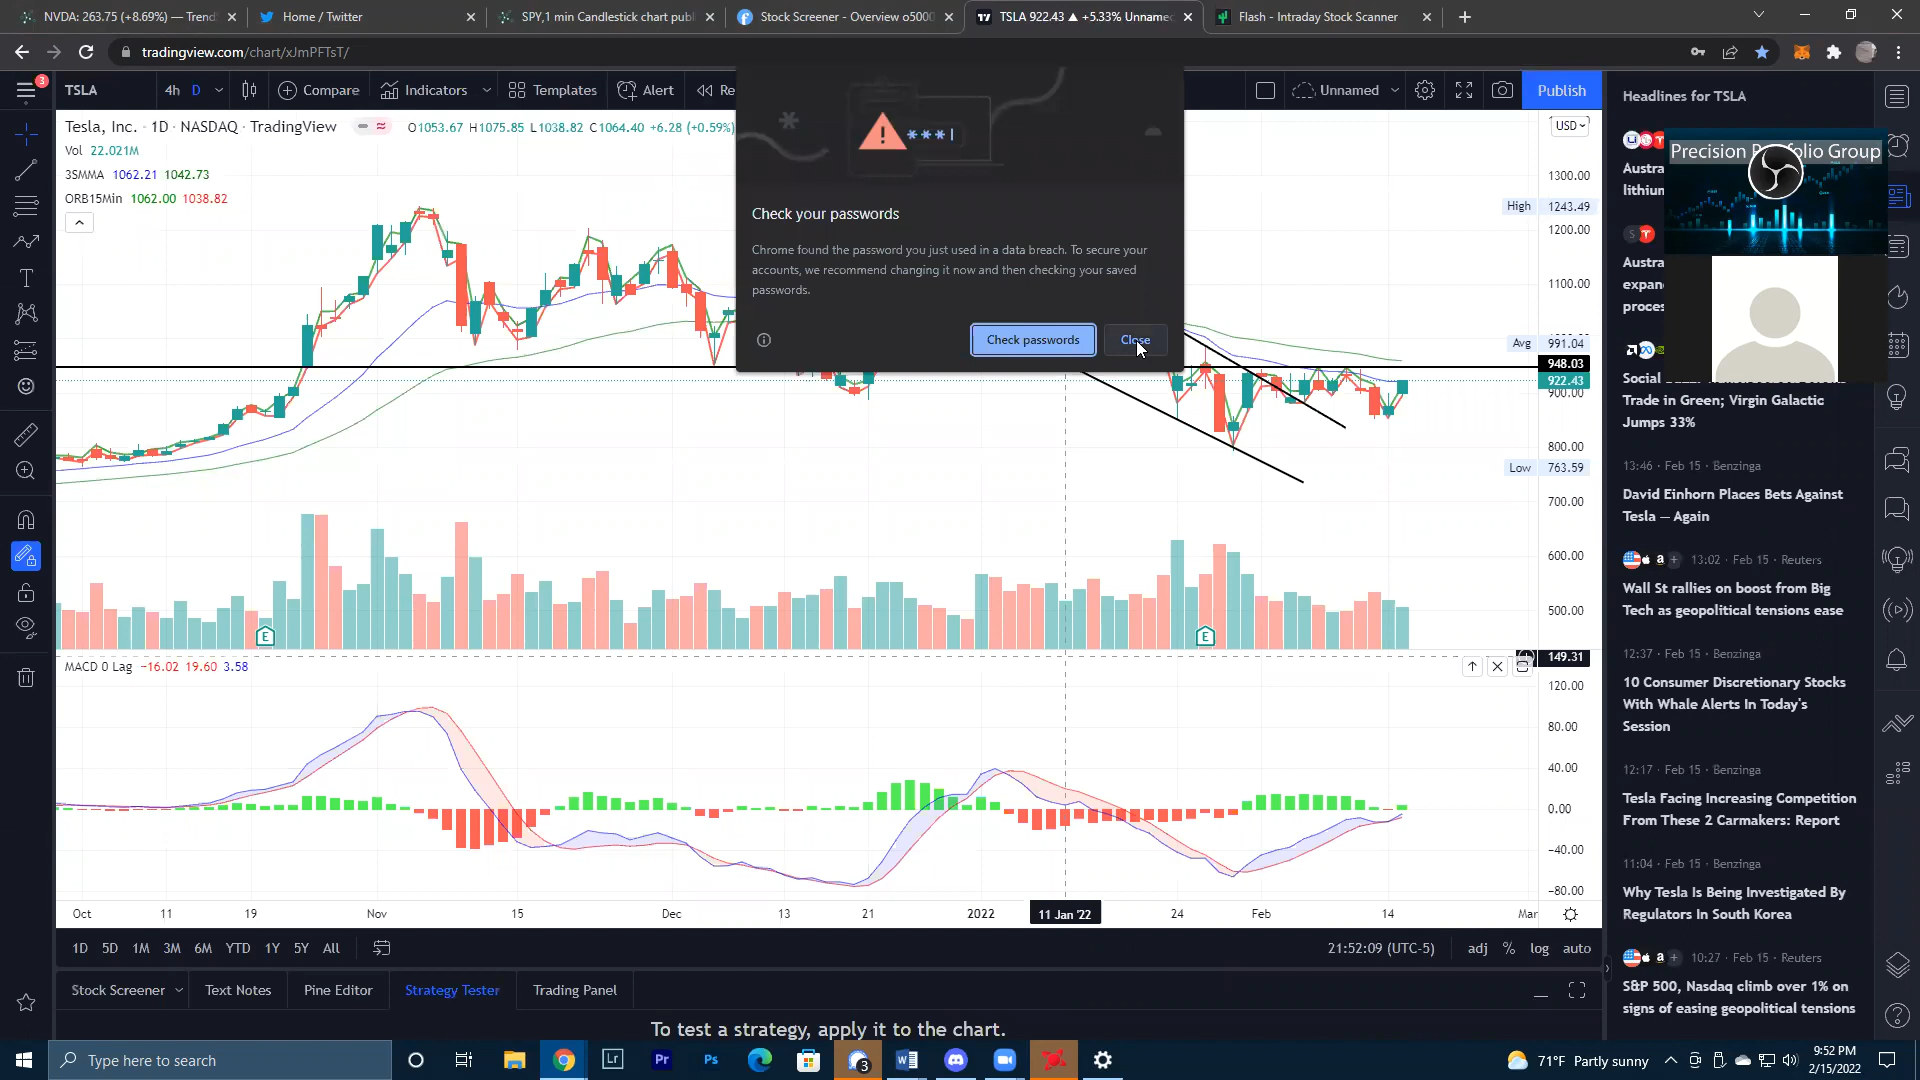 NVDA: 263.75 (+8.69%) — Trend
Home / Twitter
SPY,1 min Candlestick chart publ
Stock Screener - Overview o5000
TSLA 922.43 ▲ +5.33% Unnamed
Flash - Intraday Stock Scanner
tradingview.com/chart/xJmPFTsT/
3
TSLA
4h
D
Compare
Indicators
Templates
Alert
Re
Unnamed
Publish
Headlines for TSLA
Tesla, Inc. · 1D · NASDAQ · TradingView
O1053.67 H1075.85 L1038.82 C1064.40 +6.28 (+0.59%)
Vol 22.021M
3SMMA 1062.21 1042.73
ORB15Min 1062.00 1038.82
***|
Check your passwords
Chrome found the password you just used in a data breach. To secure your
accounts, we recommend changing it now and then checking your saved
passwords.
Check passwords
Close
USD
1300.00
High 1243.49
1200.00
1100.00
Avg 991.04
948.03
922.43
900.00
800.00
Low 763.59
700.00
600.00
500.00
149.31
E
E
MACD 0 Lag −16.02 19.60 3.58
120.00
80.00
40.00
0.00
−40.00
−80.00
Oct
11
19
Nov
15
Dec
13
21
2022
11 Jan '22
24
Feb
14
Mar
1D 5D 1M 3M 6M YTD 1Y 5Y All
21:52:09 (UTC-5)
adj % log auto
Stock Screener
Text Notes
Pine Editor
Strategy Tester
Trading Panel
To test a strategy, apply it to the chart.
Precision Portfolio Group
Austra
lithium
Austra
expan
proces
Trade in Green; Virgin Galactic
Jumps 33%
13:46 · Feb 15 · Benzinga
David Einhorn Places Bets Against
Tesla — Again
13:02 · Feb 15 · Reuters
Wall St rallies on boost from Big
Tech as geopolitical tensions ease
12:37 · Feb 15 · Benzinga
10 Consumer Discretionary Stocks
With Whale Alerts In Today's
Session
12:17 · Feb 15 · Benzinga
Tesla Facing Increasing Competition
From These 2 Carmakers: Report
11:04 · Feb 15 · Benzinga
Why Tesla Is Being Investigated By
Regulators In South Korea
10:27 · Feb 15 · Reuters
S&P 500, Nasdaq climb over 1% on
signs of easing geopolitical tensions
Type here to search
Lr
Pr
Ps
3
71°F Partly sunny
9:52 PM
2/15/2022